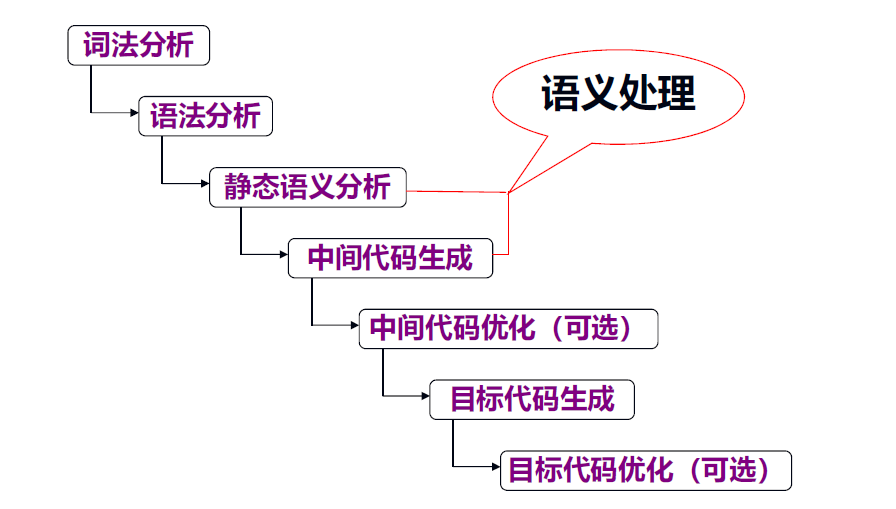 词法分析
语义处理
语法分析
静态语义分析
中间代码生成
中间代码优化（可选）
目标代码生成
目标代码优化（可选）